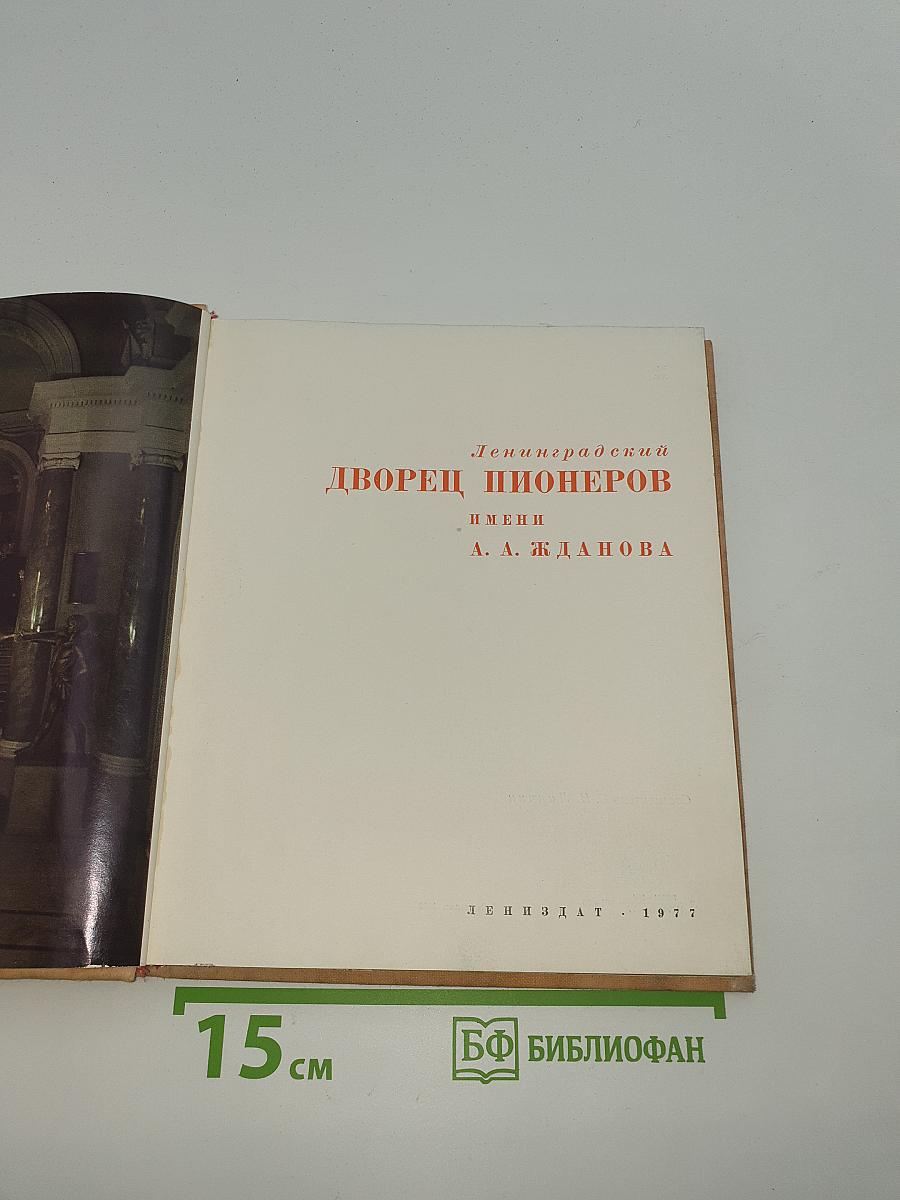 Ленинградский
ДВОРЕЦ ПИОНЕРОВ
ИМЕНИ
А. А. ЖДАНОВА
ЛЕНИЗДАТ · 1977
15 см
БФ БИБЛИОФАН